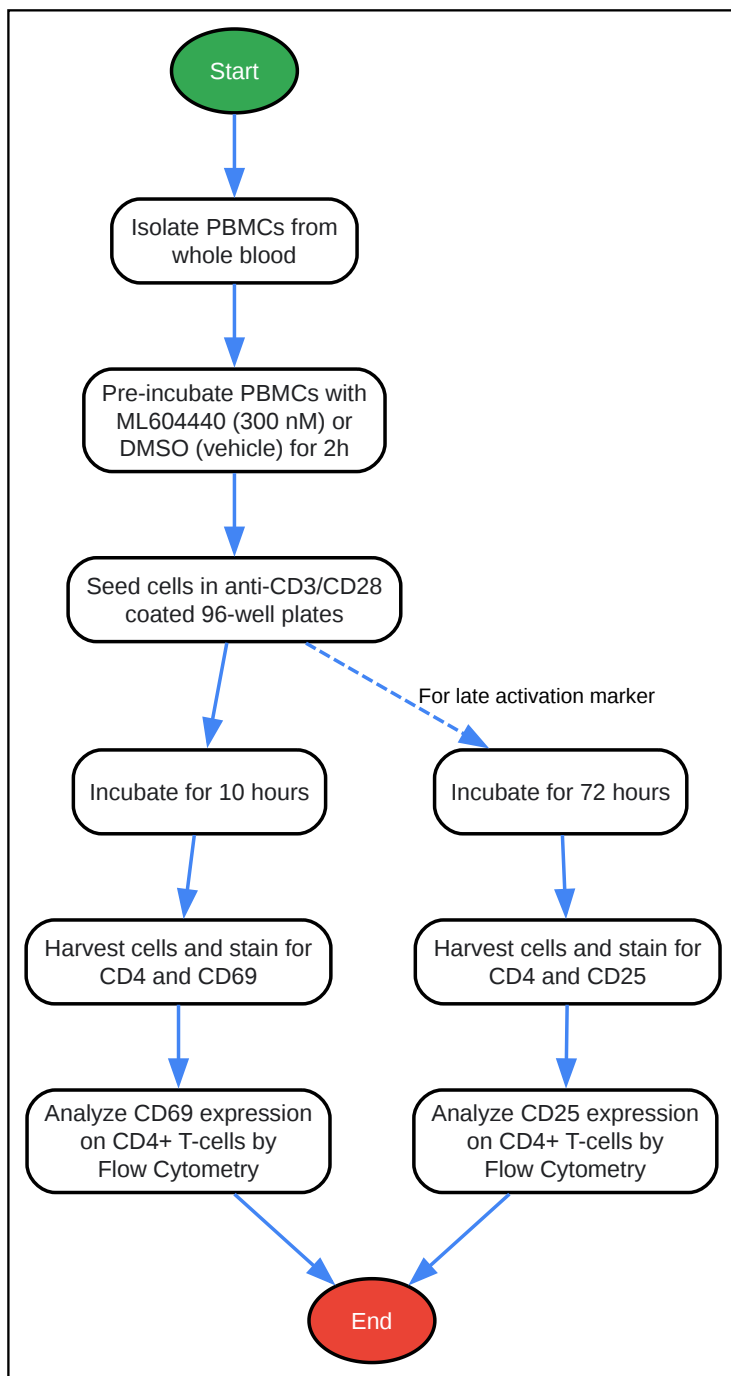 Start
Isolate PBMCs from
whole blood
Pre-incubate PBMCs with
ML604440 (300 nM) or
DMSO (vehicle) for 2h
Seed cells in anti-CD3/CD28
coated 96-well plates
For late activation marker
Incubate for 10 hours
Incubate for 72 hours
Harvest cells and stain for
CD4 and CD69
Harvest cells and stain for
CD4 and CD25
Analyze CD69 expression
on CD4+ T-cells by
Flow Cytometry
Analyze CD25 expression
on CD4+ T-cells by
Flow Cytometry
End